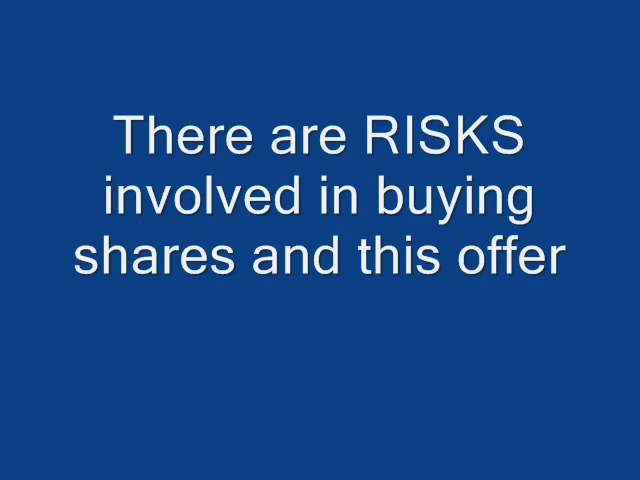 There are RISKS
involved in buying
shares and this offer